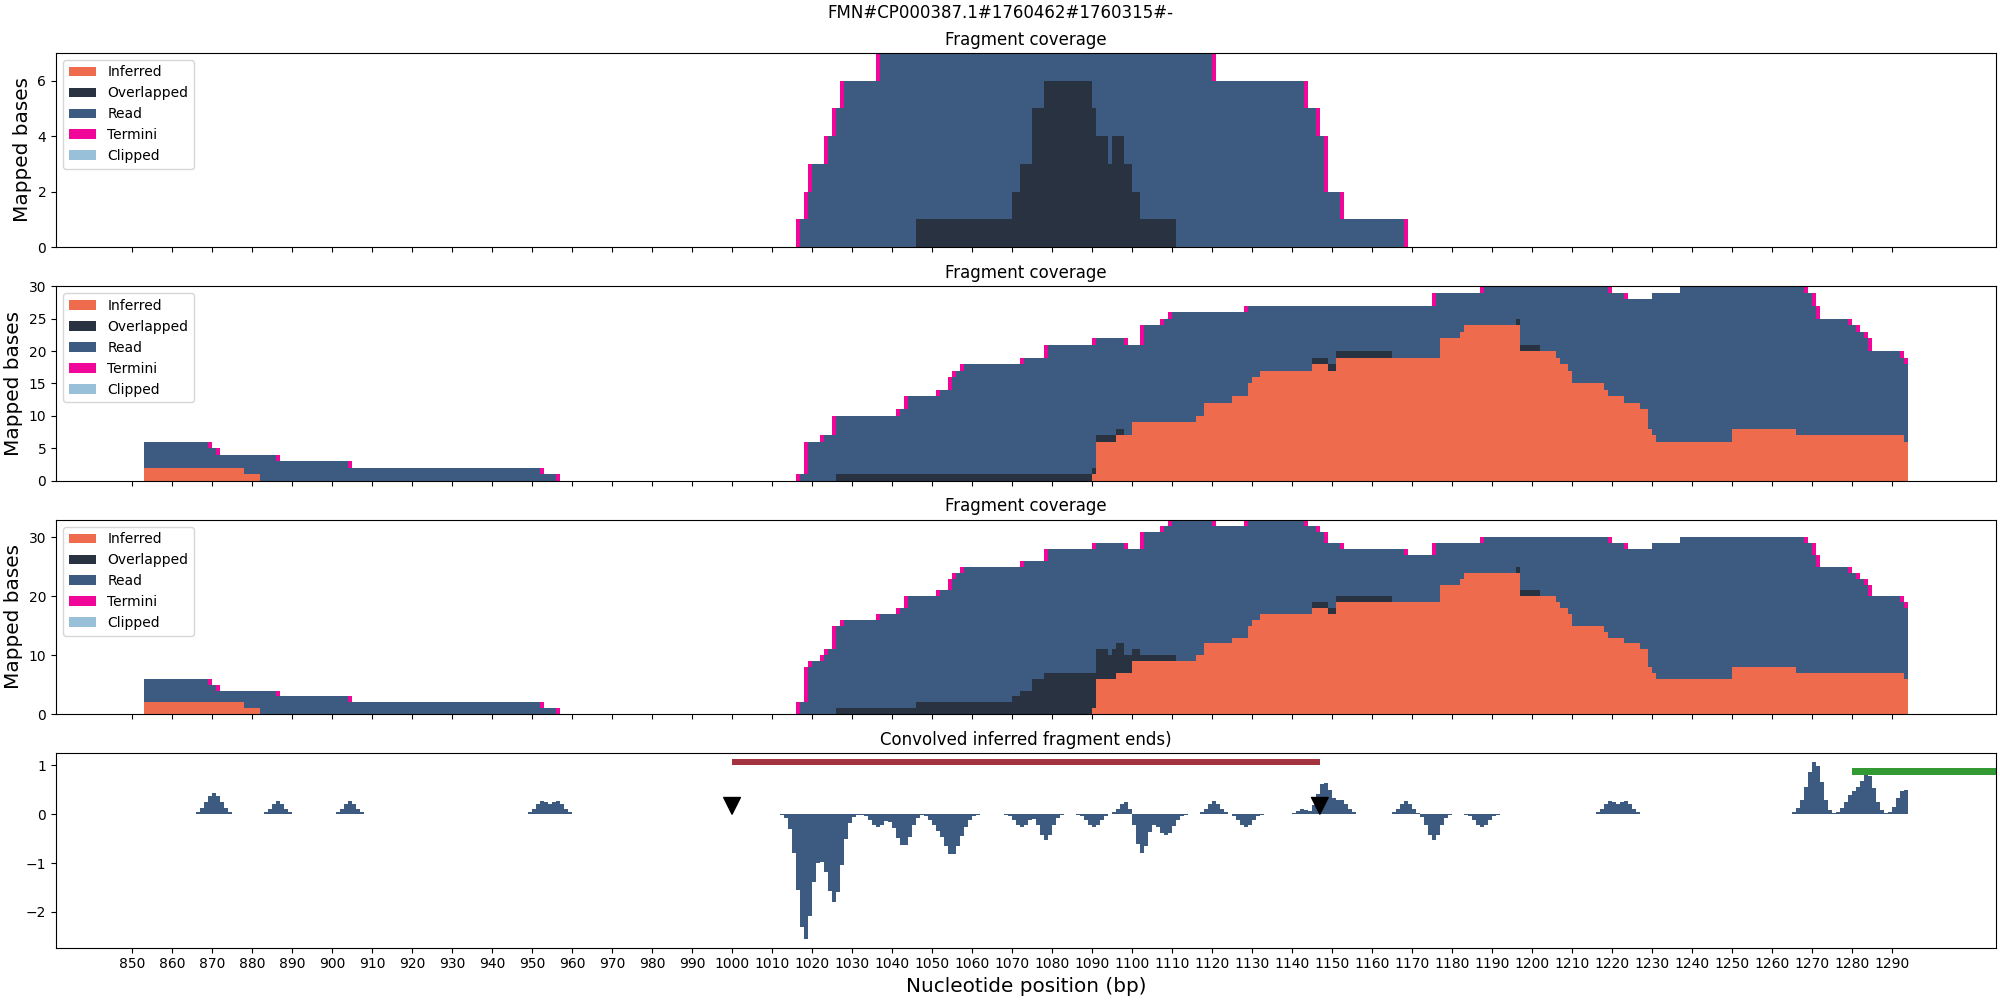 FMN#CP000387.1#1760462#1760315#-
Fragment coverage
Mapped bases
6
4
2
0
Inferred
Overlapped
Read
Termini
Clipped
Fragment coverage
Mapped bases
30
25
20
15
10
5
0
Inferred
Overlapped
Read
Termini
Clipped
Fragment coverage
Mapped bases
30
20
10
0
Inferred
Overlapped
Read
Termini
Clipped
Convolved inferred fragment ends)
1
0
−1
−2
850 860 870 880 890 900 910 920 930 940 950 960 970 980 990 1000 1010 1020 1030 1040 1050 1060 1070 1080 1090 1100 1110 1120 1130 1140 1150 1160 1170 1180 1190 1200 1210 1220 1230 1240 1250 1260 1270 1280 1290
Nucleotide position (bp)